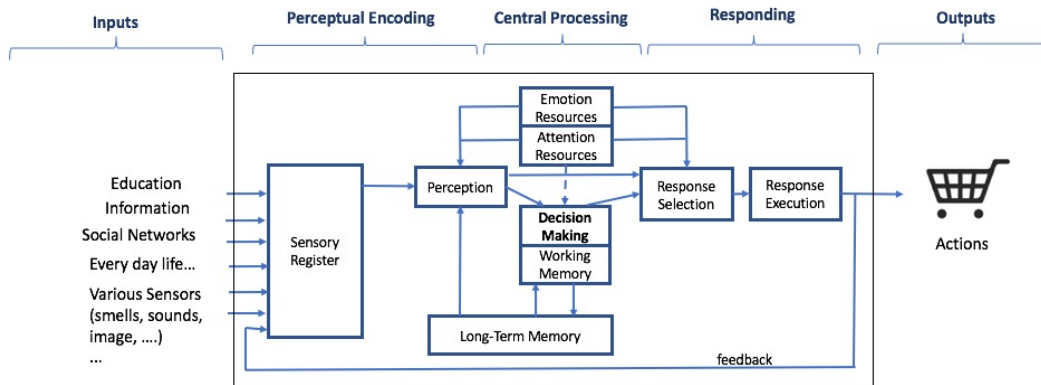 Inputs
Perceptual Encoding
Central Processing
Responding
Outputs
Emotion
Resources
Attention
Resources
Education
Information
Social Networks
Every day life...
Various Sensors
(smells, sounds,
image, ....)
...
Sensory
Register
Perception
Decision
Making
Working
Memory
Long-Term Memory
Response
Selection
Response
Execution
feedback
Actions